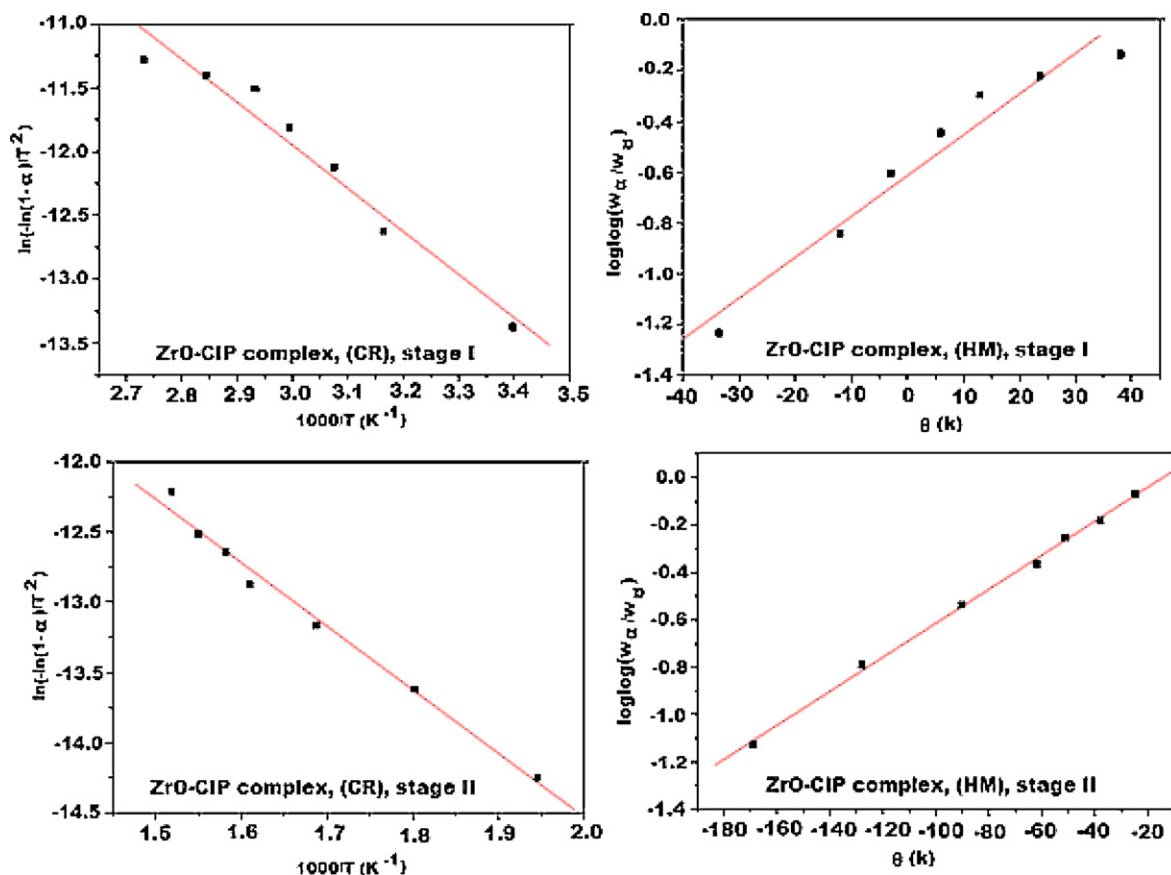 -11.0
-11.5
-12.0
-12.5
-13.0
-13.5
ln(-ln(1-α)/T²)
ZrO-CIP complex, (CR), stage I
2.7 2.8 2.9 3.0 3.1 3.2 3.3 3.4 3.5
1000/T (K⁻¹)
0.0
-0.2
-0.4
-0.6
-0.8
-1.0
-1.2
-1.4
loglog(wα/wᵧ)
ZrO-CIP complex, (HM), stage I
-40 -30 -20 -10 0 10 20 30 40
θ (k)
-12.0
-12.5
-13.0
-13.5
-14.0
-14.5
ln(-ln(1-α)/T²)
ZrO-CIP complex, (CR), stage II
1.5 1.6 1.7 1.8 1.9 2.0
1000/T (K⁻¹)
0.0
-0.2
-0.4
-0.6
-0.8
-1.0
-1.2
-1.4
loglog(wα/wᵧ)
ZrO-CIP complex, (HM), stage II
-180 -160 -140 -120 -100 -80 -60 -40 -20
θ (k)